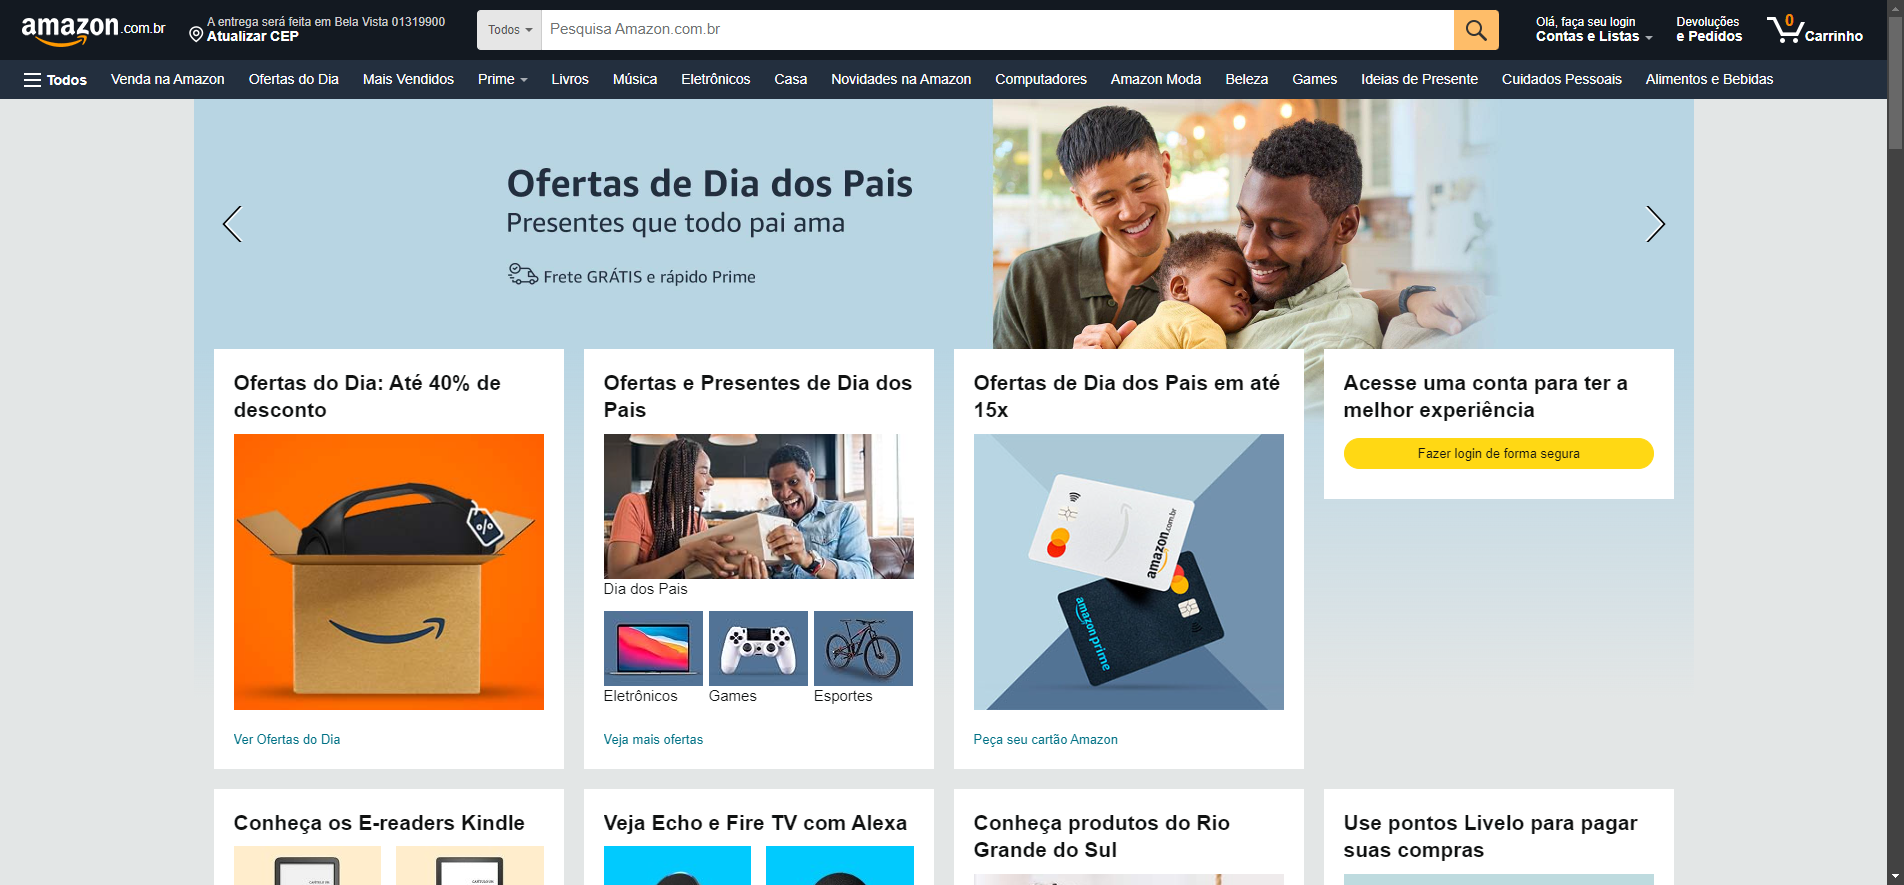 amazon.com.br
A entrega será feita em Bela Vista 01319900
Atualizar CEP
Todos
Pesquisa Amazon.com.br
Olá, faça seu login
Contas e Listas
Devoluções
e Pedidos
0
Carrinho
Todos
Venda na Amazon
Ofertas do Dia
Mais Vendidos
Prime
Livros
Música
Eletrônicos
Casa
Novidades na Amazon
Computadores
Amazon Moda
Beleza
Games
Ideias de Presente
Cuidados Pessoais
Alimentos e Bebidas
Ofertas de Dia dos Pais
Presentes que todo pai ama
Frete GRÁTIS e rápido Prime
Ofertas do Dia: Até 40% de
desconto
%
Ver Ofertas do Dia
Ofertas e Presentes de Dia dos
Pais
Dia dos Pais
Eletrônicos
Games
Esportes
Veja mais ofertas
Ofertas de Dia dos Pais em até
15x
amazon.com.br
amazon prime
Peça seu cartão Amazon
Acesse uma conta para ter a
melhor experiência
Fazer login de forma segura
Conheça os E-readers Kindle
Veja Echo e Fire TV com Alexa
Conheça produtos do Rio
Grande do Sul
Use pontos Livelo para pagar
suas compras